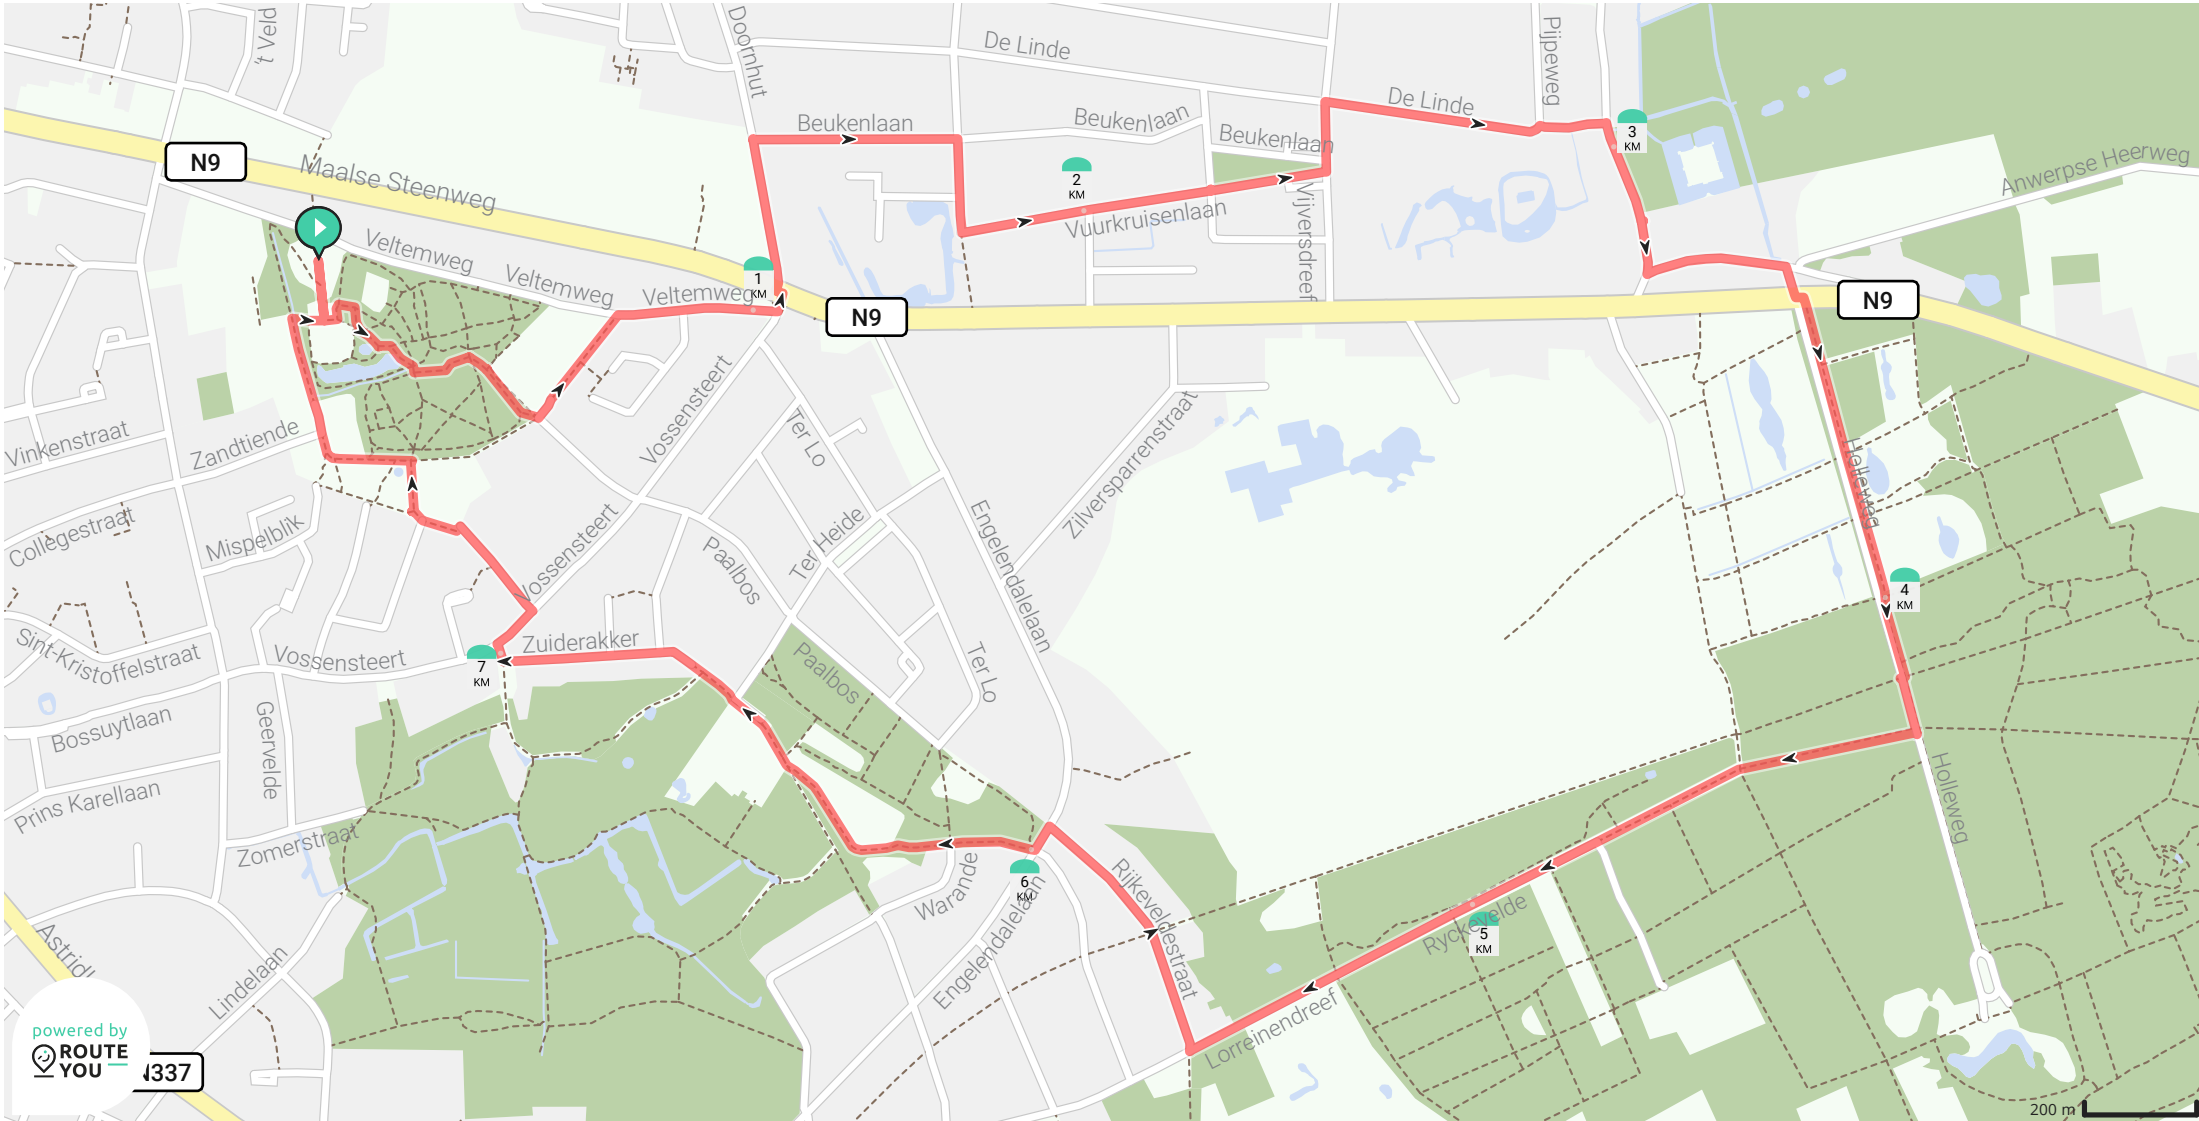 't Veld
Doornhut
De Linde
Pijpeweg
De Linde
N9
Maalse Steenweg
Beukenlaan
Beukenlaan
Beukenlaan
3
KM
Anwerpse Heerweg
2
KM
Vuurkruisenlaan
Vijversdreef
Veltemweg
Veltemweg
Veltemweg
1
KM
N9
N9
Vinkenstraat
Zandtiende
Vossensteert
Ter Lo
Zilversparrenstraat
Holleweg
Collegestraat
Mispelblik
Vossensteert
Paalbos
Ter Heide
Engelendalelaan
4
KM
Sint-Kristoffelstraat
Vossensteert
Zuiderakker
7
KM
Paalbos
Ter Lo
Bossuytlaan
Geervelde
Holleweg
Prins Karellaan
Zomerstraat
Warande
6
KM
Engelendalelaan
Rijkeveldestraat
Ryckevelde
5
KM
Astridl
Lindelaan
Lorreinendreef
powered by
ROUTE
YOU
N337
200 m